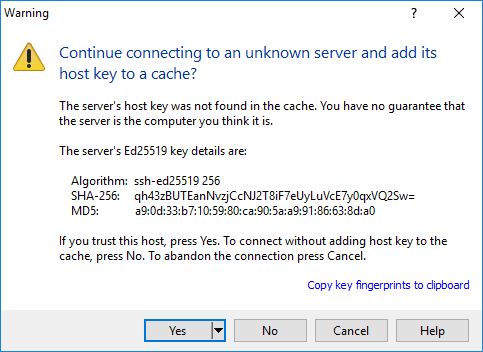 Warning
?
Continue connecting to an unknown server and add its
host key to a cache?
The server's host key was not found in the cache. You have no guarantee that
the server is the computer you think it is.
The server's Ed25519 key details are:
Algorithm: ssh-ed25519 256
SHA-256: qh43zBUTEanNvzjCcNJ2T8iF7eUyLuVcE7y0qxVQ2Sw=
MD5: a9:0d:33:b7:10:59:80:ca:90:5a:a9:91:86:63:8d:a0
If you trust this host, press Yes. To connect without adding host key to the
cache, press No. To abandon the connection press Cancel.
Copy key fingerprints to clipboard
Yes No Cancel Help